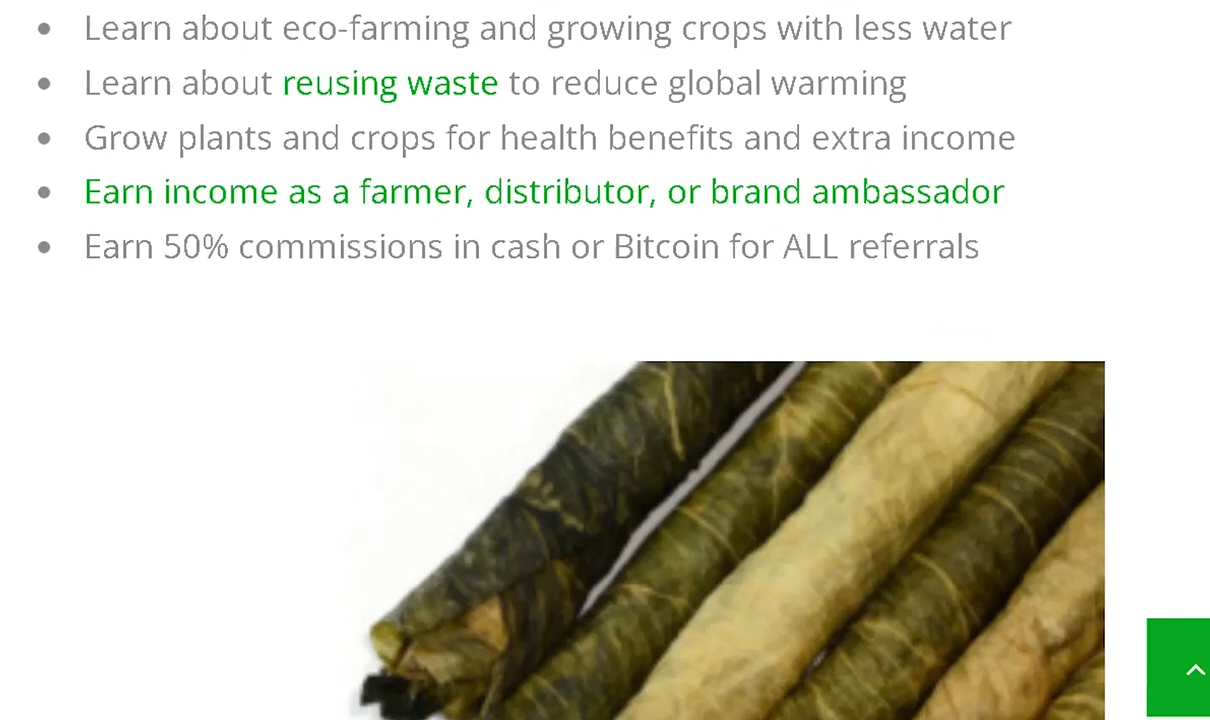 Learn about eco-farming and growing crops with less water
Learn about reusing waste to reduce global warming
Grow plants and crops for health benefits and extra income
Earn income as a farmer, distributor, or brand ambassador
Earn 50% commissions in cash or Bitcoin for ALL referrals